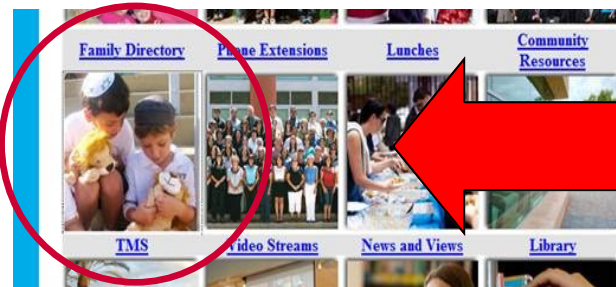 Family Directory
Phone Extensions
Lunches
Community
Resources
TMS
Video Streams
News and Views
Library